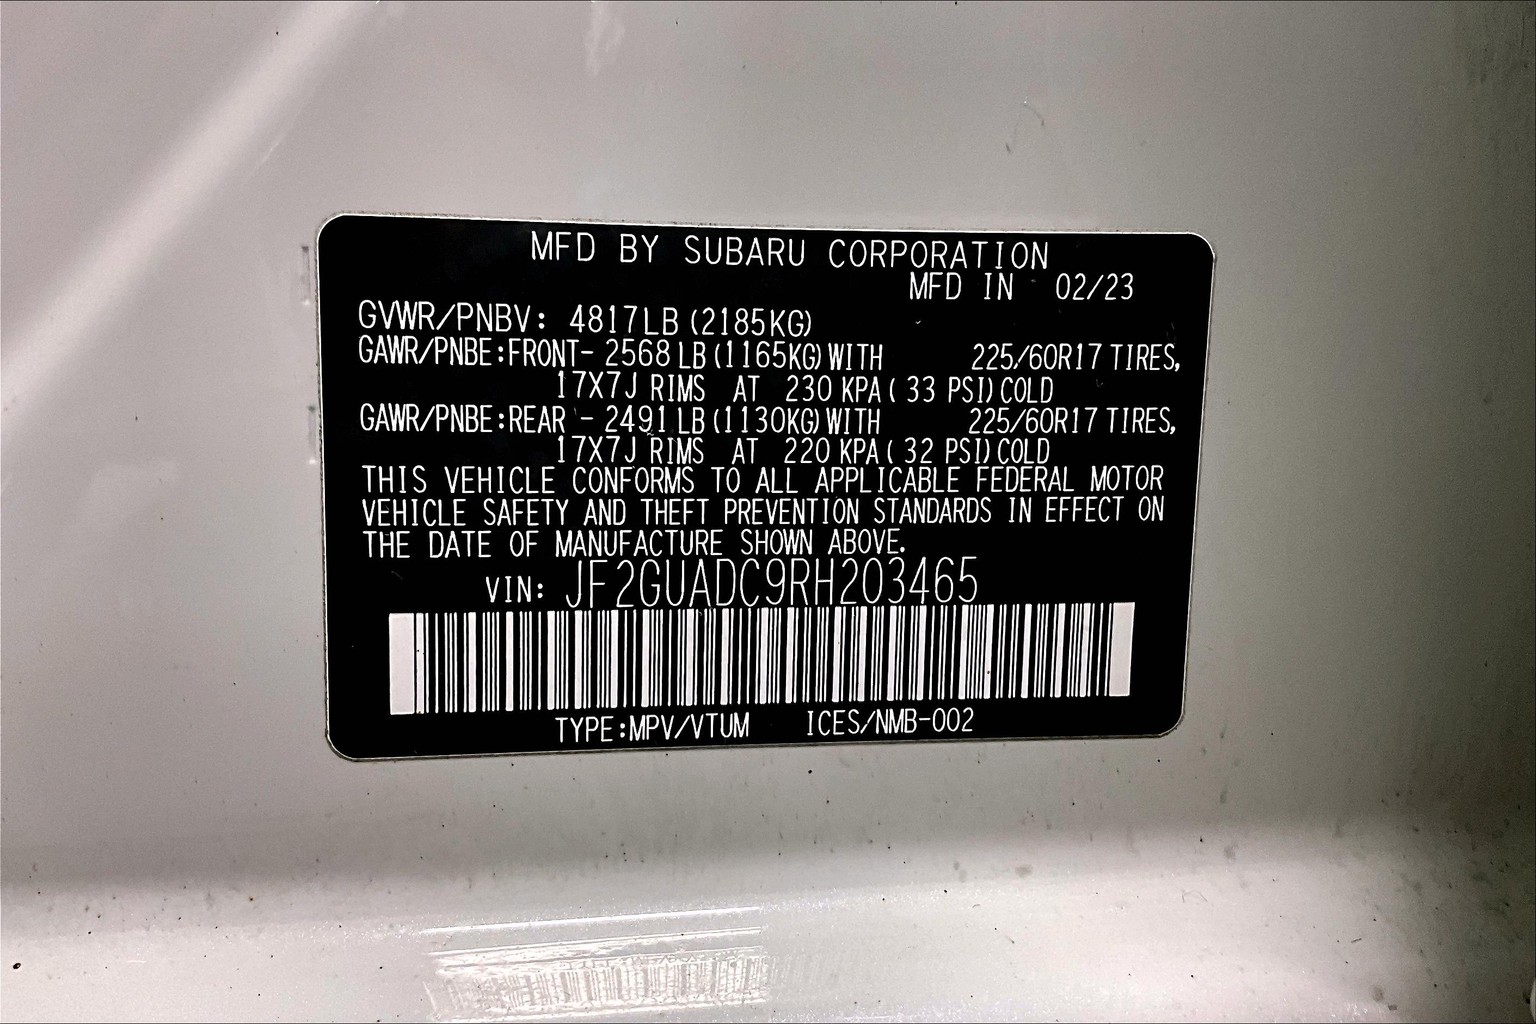 MFD BY SUBARU CORPORATION
MFD IN 02/23
GVWR/PNBV: 4817LB (2185KG)
GAWR/PNBE:FRONT- 2568 LB (1165KG) WITH 225/60R17 TIRES,
17X7J RIMS AT 230 KPA ( 33 PSI) COLD
GAWR/PNBE:REAR - 2491 LB (1130KG) WITH 225/60R17 TIRES,
17X7J RIMS AT 220 KPA ( 32 PSI) COLD
THIS VEHICLE CONFORMS TO ALL APPLICABLE FEDERAL MOTOR
VEHICLE SAFETY AND THEFT PREVENTION STANDARDS IN EFFECT ON
THE DATE OF MANUFACTURE SHOWN ABOVE.
VIN: JF2GUADC9RH203465
TYPE:MPV/VTUM ICES/NMB-002